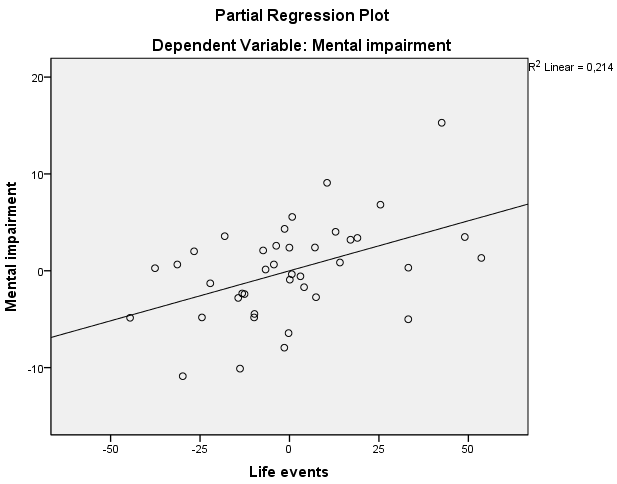 Partial Regression Plot
Dependent Variable: Mental impairment
R² Linear = 0,214
20
10
0
-10
Mental impairment
-50
-25
0
25
50
Life events